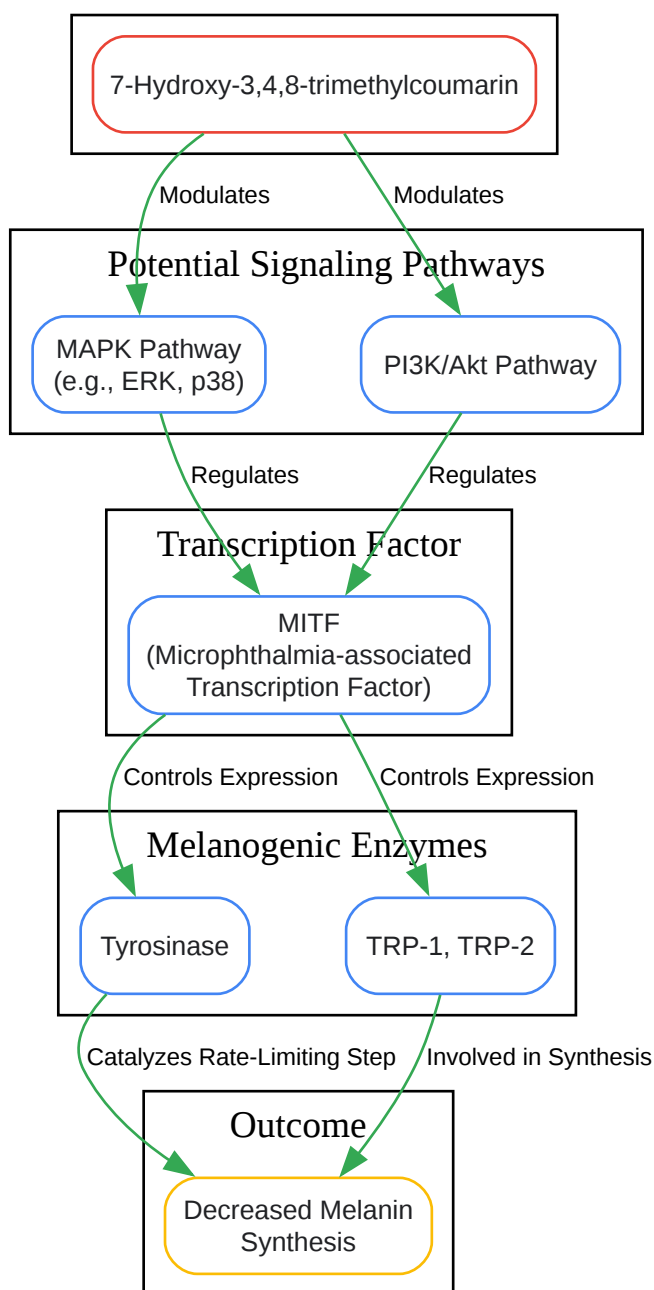 7-Hydroxy-3,4,8-trimethylcoumarin
Modulates
Modulates
Potential Signaling Pathways
MAPK Pathway
(e.g., ERK, p38)
PI3K/Akt Pathway
Regulates
Regulates
Transcription Factor
MITF
(Microphthalmia-associated
Transcription Factor)
Controls Expression
Controls Expression
Melanogenic Enzymes
Tyrosinase
TRP-1, TRP-2
Catalyzes Rate-Limiting Step
Involved in Synthesis
Outcome
Decreased Melanin
Synthesis